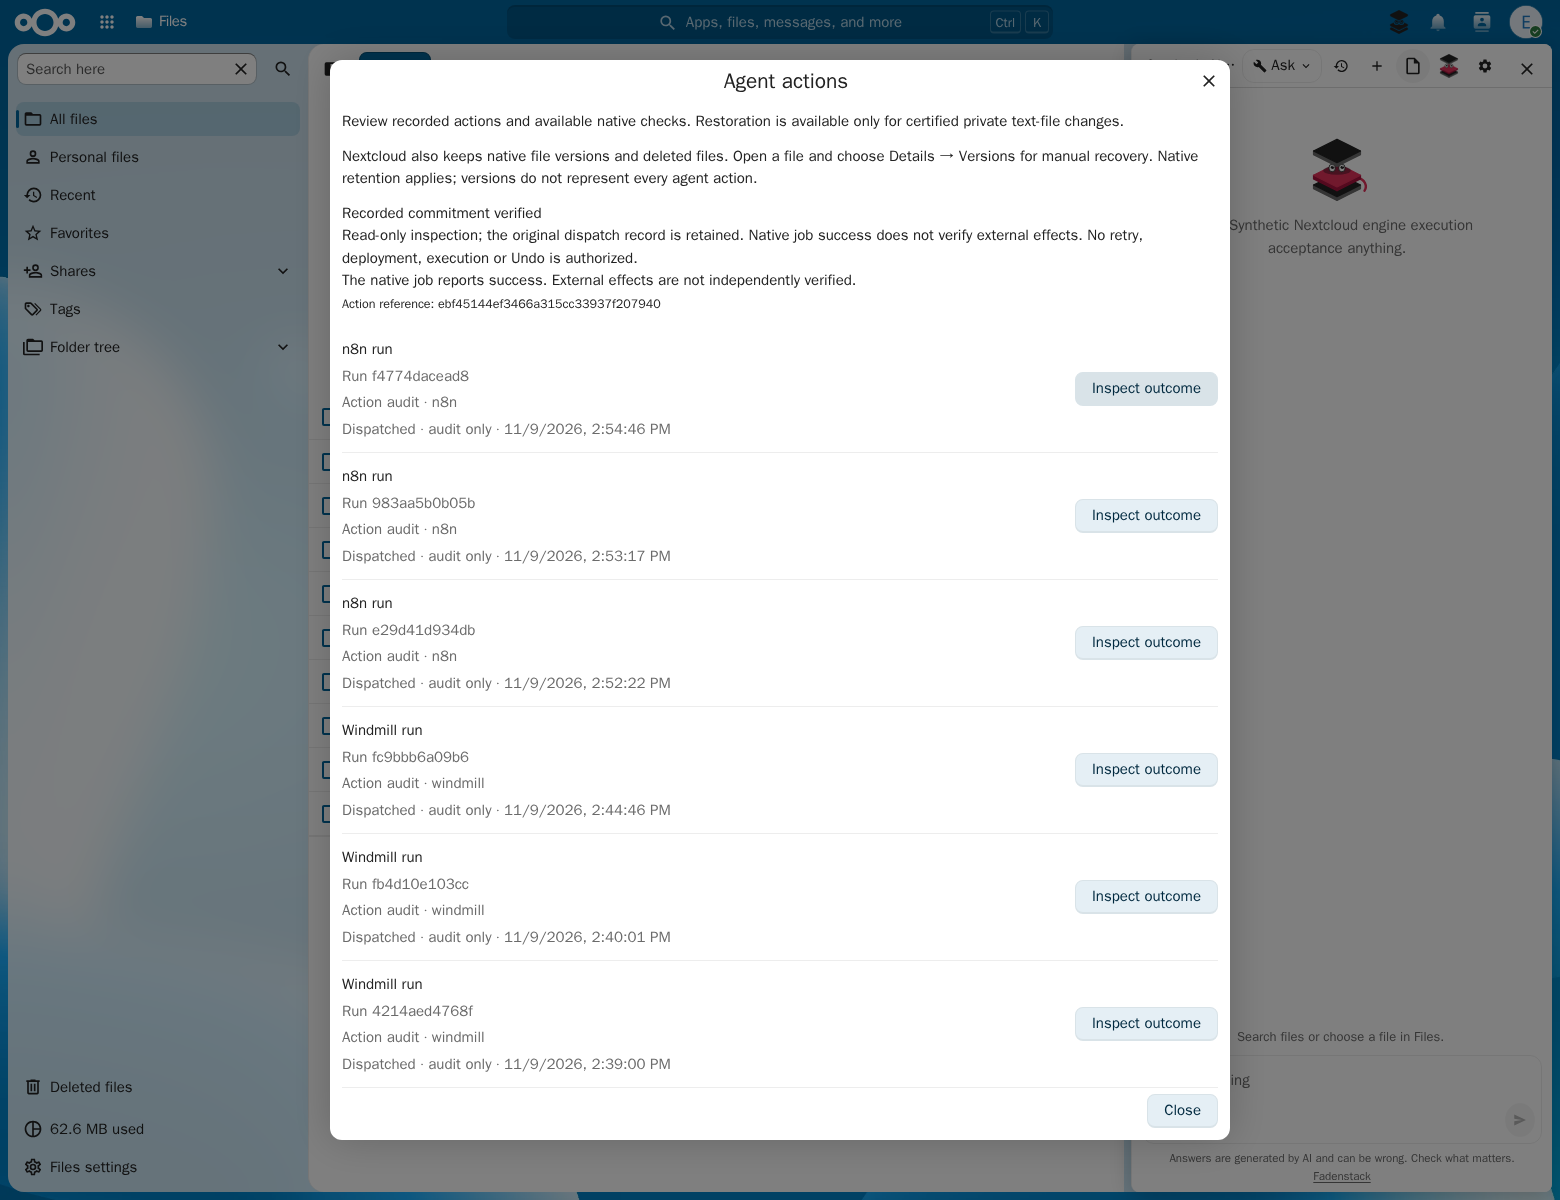 Files
Apps, files, messages, and more
Ctrl K
E
Search here
All files
Personal files
Recent
Favorites
Shares
Tags
Folder tree
Deleted files
62.6 MB used
Files settings
Agent actions
Review recorded actions and available native checks. Restoration is available only for certified private text-file changes.
Nextcloud also keeps native file versions and deleted files. Open a file and choose Details → Versions for manual recovery. Native
retention applies; versions do not represent every agent action.
Recorded commitment verified
Read-only inspection; the original dispatch record is retained. Native job success does not verify external effects. No retry,
deployment, execution or Undo is authorized.
The native job reports success. External effects are not independently verified.
Action reference: ebf45144ef3466a315cc33937f207940
n8n run
Run f4774dacead8
Action audit · n8n
Dispatched · audit only · 11/9/2026, 2:54:46 PM
Inspect outcome
n8n run
Run 983aa5b0b05b
Action audit · n8n
Dispatched · audit only · 11/9/2026, 2:53:17 PM
Inspect outcome
n8n run
Run e29d41d934db
Action audit · n8n
Dispatched · audit only · 11/9/2026, 2:52:22 PM
Inspect outcome
Windmill run
Run fc9bbb6a09b6
Action audit · windmill
Dispatched · audit only · 11/9/2026, 2:44:46 PM
Inspect outcome
Windmill run
Run fb4d10e103cc
Action audit · windmill
Dispatched · audit only · 11/9/2026, 2:40:01 PM
Inspect outcome
Windmill run
Run 4214aed4768f
Action audit · windmill
Dispatched · audit only · 11/9/2026, 2:39:00 PM
Inspect outcome
Close
Ask
Synthetic Nextcloud engine execution
acceptance anything.
Search files or choose a file in Files.
ing
Answers are generated by AI and can be wrong. Check what matters.
Fadenstack